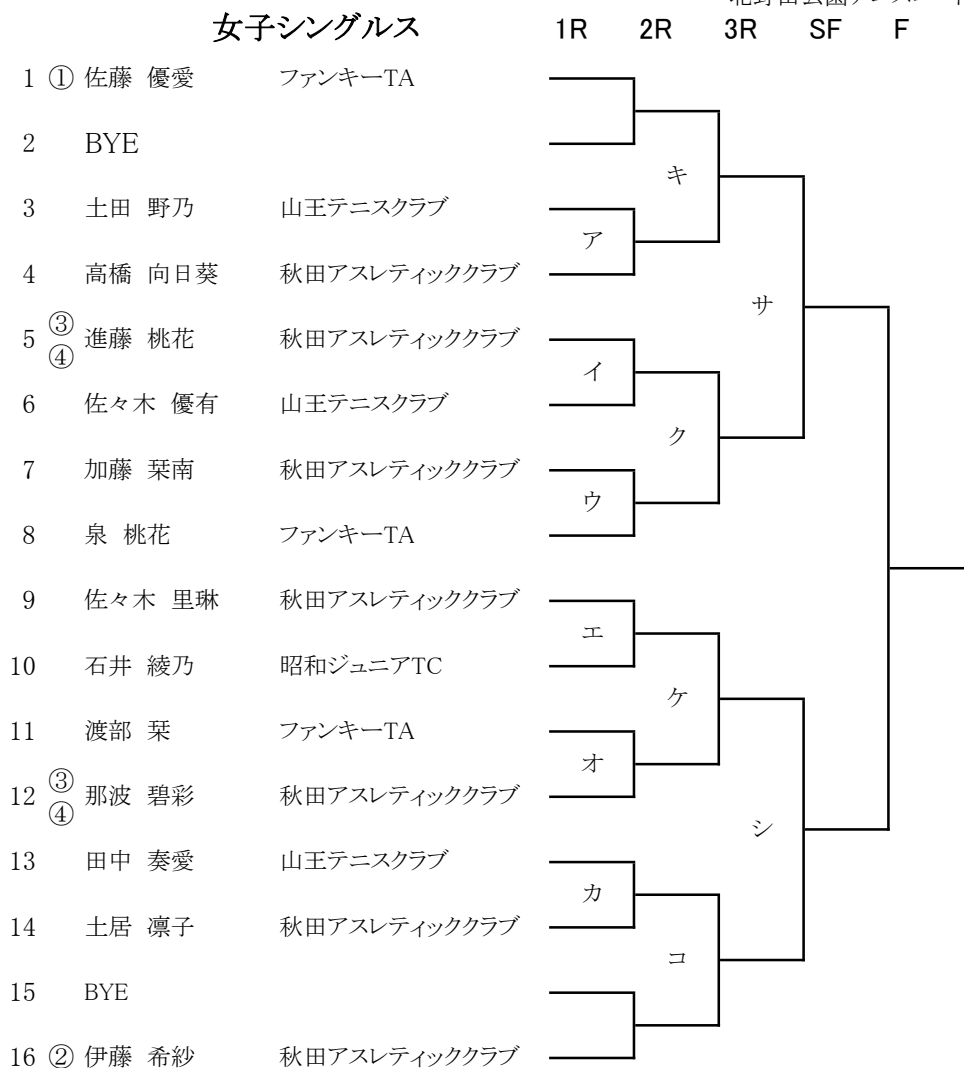 女子シングルス 1R 2R 3R SF F
1 ① 佐藤 優愛 ファンキーTA
2 BYE
キ
3 土田 野乃 山王テニスクラブ
ア
4 高橋 向日葵 秋田アスレティッククラブ
サ
5 ③④ 進藤 桃花 秋田アスレティッククラブ
イ
6 佐々木 優有 山王テニスクラブ
ク
7 加藤 栞南 秋田アスレティッククラブ
ウ
8 泉 桃花 ファンキーTA
9 佐々木 里琳 秋田アスレティッククラブ
エ
10 石井 綾乃 昭和ジュニアTC
ケ
11 渡部 栞 ファンキーTA
オ
12 ③④ 那波 碧彩 秋田アスレティッククラブ
シ
13 田中 奏愛 山王テニスクラブ
カ
14 土居 凛子 秋田アスレティッククラブ
コ
15 BYE
16 ② 伊藤 希紗 秋田アスレティッククラブ